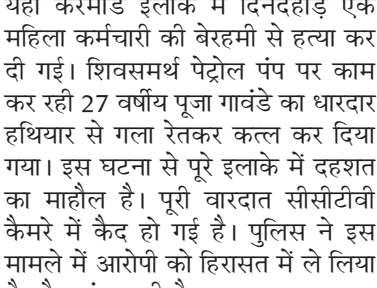 यहां करमाड इलाके में दिनदहाड़े एक
महिला कर्मचारी की बेरहमी से हत्या कर
दी गई। शिवसमर्थ पेट्रोल पंप पर काम
कर रही 27 वर्षीय पूजा गावंडे का धारदार
हथियार से गला रेतकर कत्ल कर दिया
गया। इस घटना से पूरे इलाके में दहशत
का माहौल है। पूरी वारदात सीसीटीवी
कैमरे में कैद हो गई है। पुलिस ने इस
मामले में आरोपी को हिरासत में ले लिया